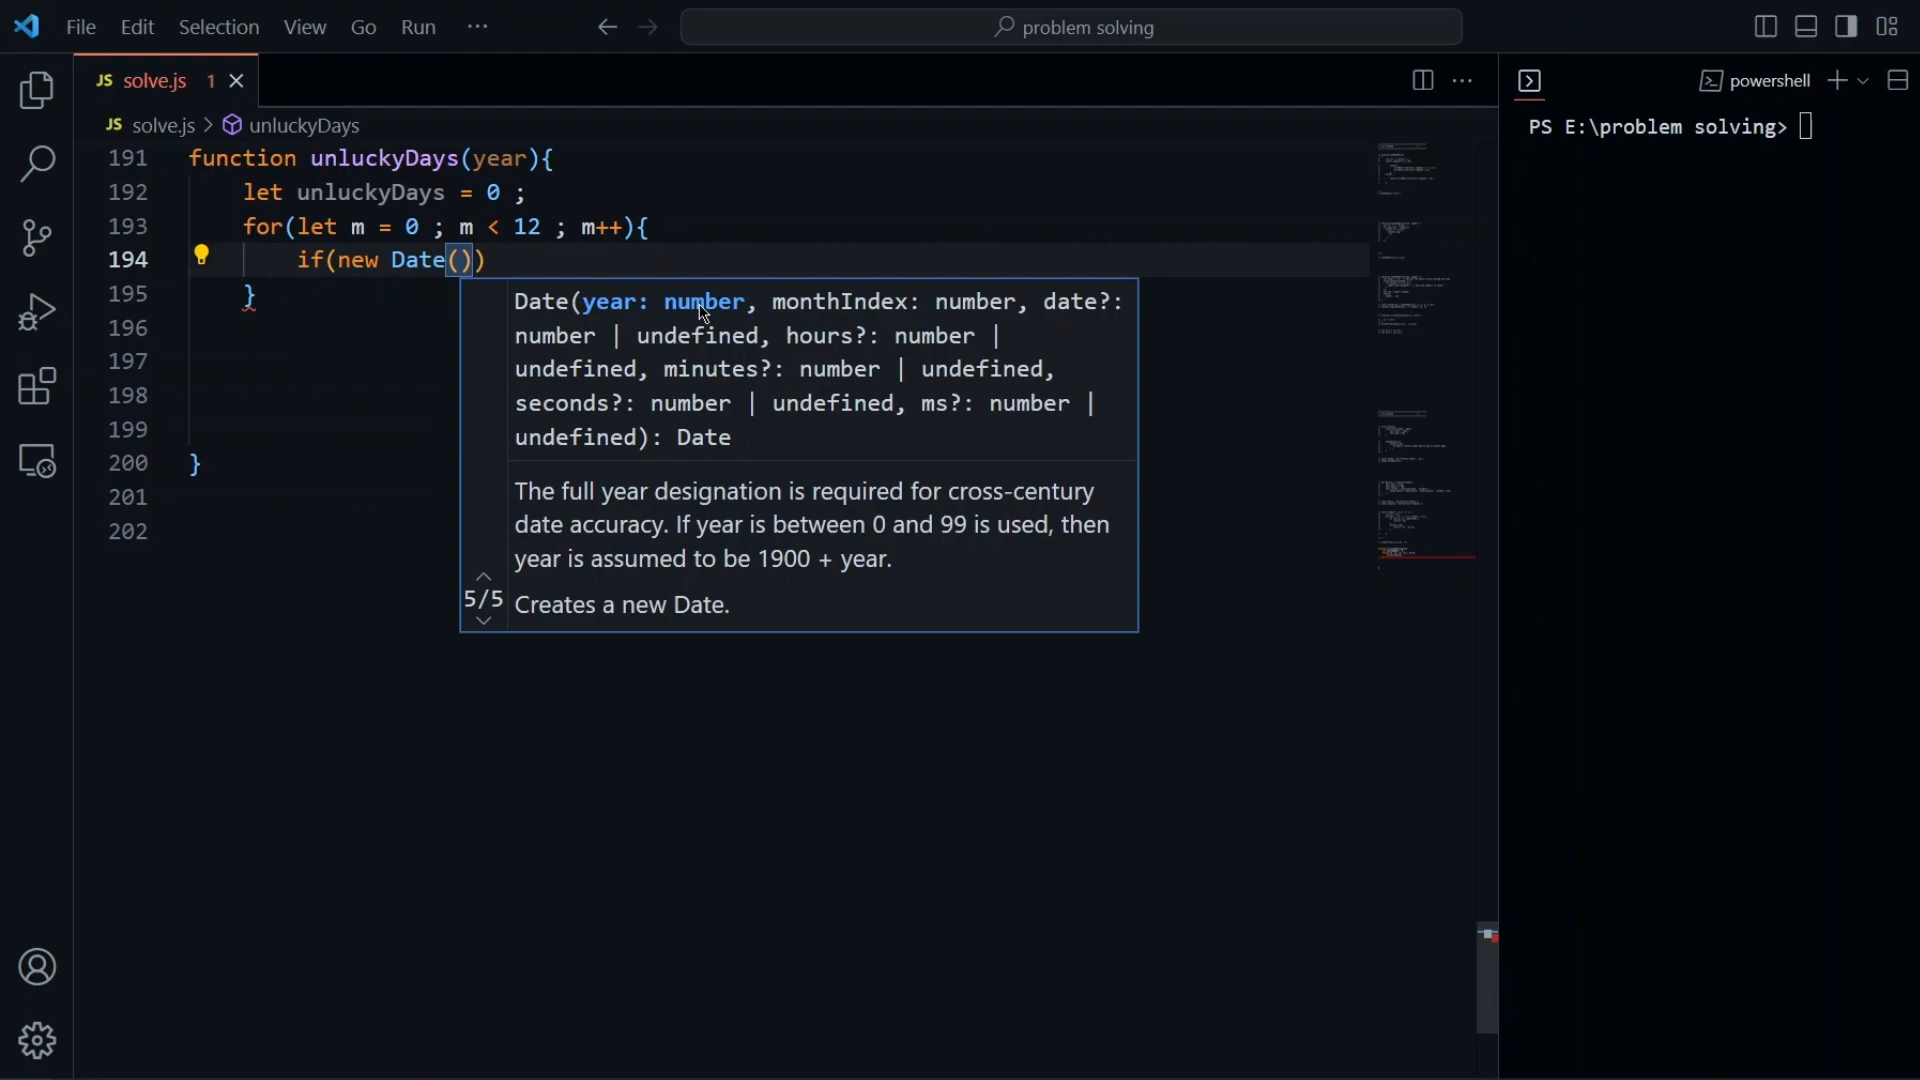 File Edit Selection View Go Run ···
problem solving
JS solve.js 1
powershell
JS solve.js > unluckyDays
PS E:\problem solving>
191 function unluckyDays(year){
192 let unluckyDays = 0 ;
193 for(let m = 0 ; m < 12 ; m++){
194 if(new Date())
195 }
196
197
198
199
200 }
201
202
Date(year: number, monthIndex: number, date?:
number | undefined, hours?: number |
undefined, minutes?: number | undefined,
seconds?: number | undefined, ms?: number |
undefined): Date
The full year designation is required for cross-century
date accuracy. If year is between 0 and 99 is used, then
year is assumed to be 1900 + year.
5/5 Creates a new Date.